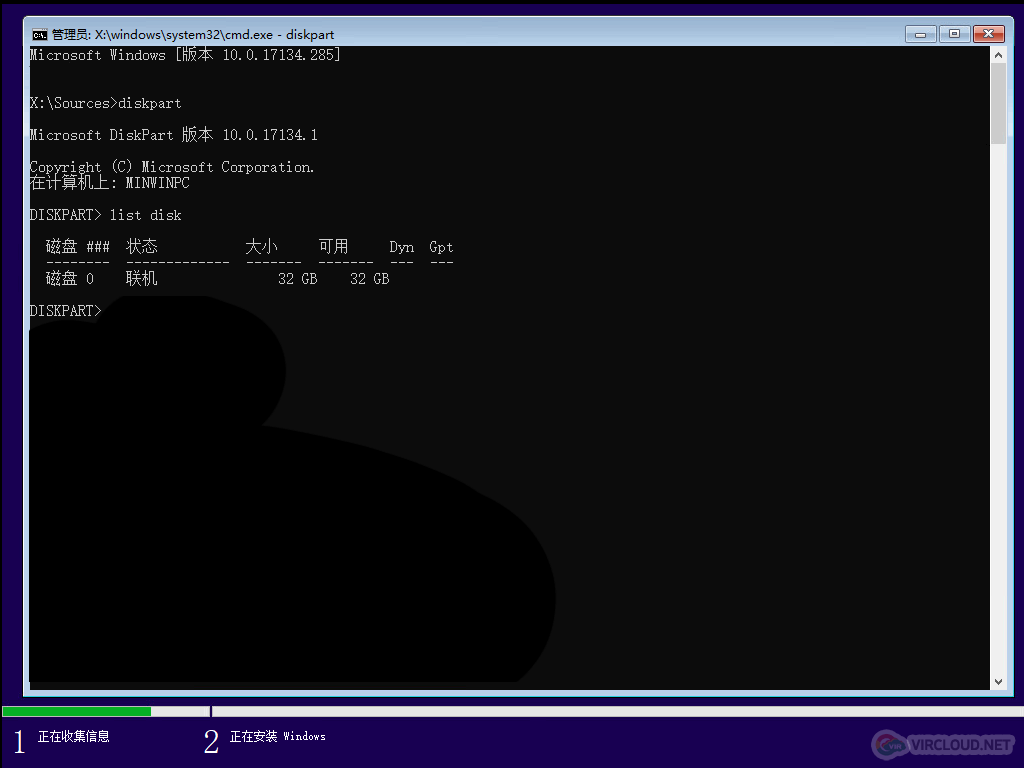 管理员: X:\windows\system32\cmd.exe - diskpart
Microsoft Windows [版本 10.0.17134.285]
X:\Sources>diskpart
Microsoft DiskPart 版本 10.0.17134.1
Copyright (C) Microsoft Corporation.
在计算机上: MINWINPC
DISKPART> list disk
磁盘 ### 状态 大小 可用 Dyn Gpt
-------- ------------- ------- ------- --- ---
磁盘 0 联机 32 GB 32 GB
DISKPART>
1 正在收集信息 2 正在安装 Windows
VIRCLOUD.NET